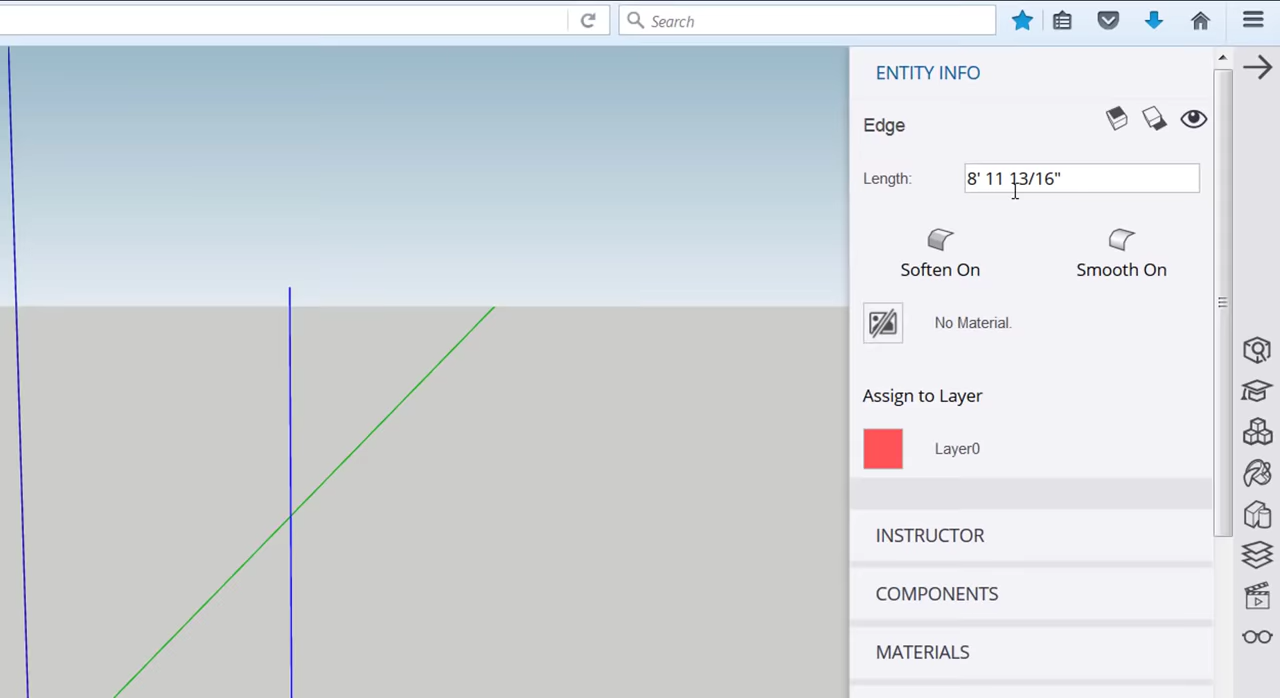 Search
ENTITY INFO
Edge
Length: 8' 11 13/16"
Soften On Smooth On
No Material.
Assign to Layer
Layer0
INSTRUCTOR
COMPONENTS
MATERIALS